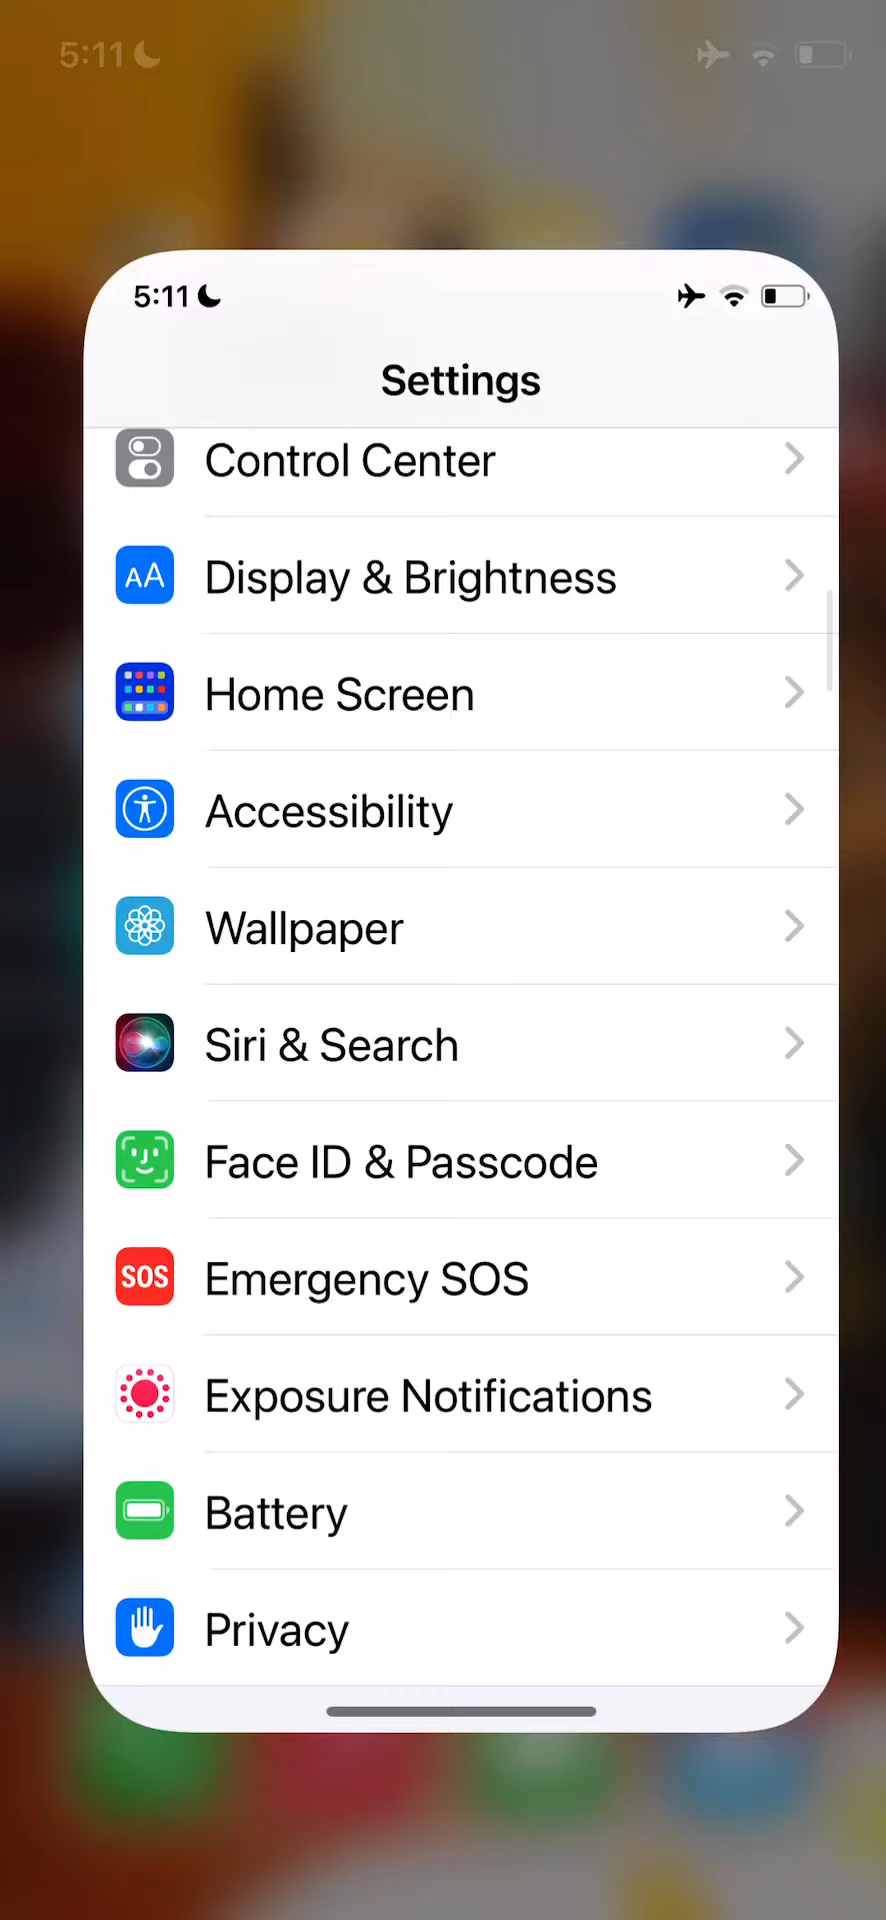 5:11
5:11
Settings
Control Center
AA Display & Brightness
Home Screen
Accessibility
Wallpaper
Siri & Search
Face ID & Passcode
SOS Emergency SOS
Exposure Notifications
Battery
Privacy